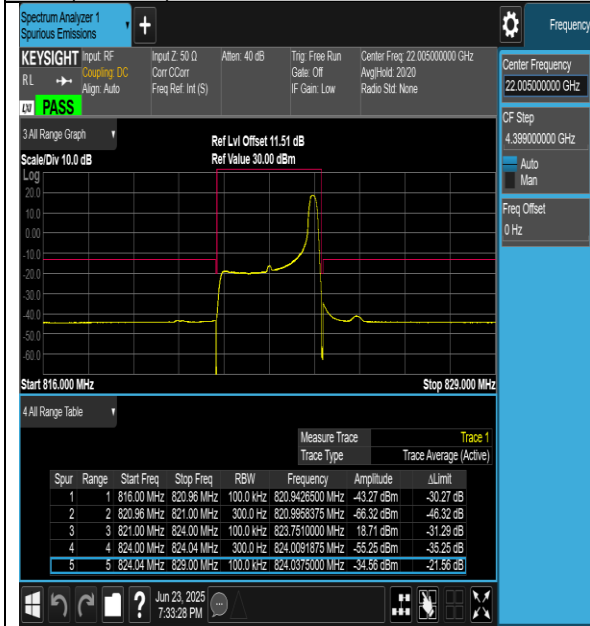 Spectrum Analyzer 1
Spurious Emissions
+
Frequency
KEYSIGHT Input: RF Input Z: 50 Ω Atten: 40 dB Trig: Free Run Center Freq: 22.005000000 GHz
RL Coupling: DC Corr CCorr Gate: Off Avg|Hold: 20/20
Align: Auto Freq Ref: Int (S) IF Gain: Low Radio Std: None
LXI PASS
Center Frequency
22.005000000 GHz
CF Step
4.399000000 GHz
Auto
Man
Freq Offset
0 Hz
3 All Range Graph
Ref Lvl Offset 11.51 dB
Scale/Div 10.0 dB Ref Value 30.00 dBm
Log
20.0
10.0
0.00
-10.0
-20.0
-30.0
-40.0
-50.0
-60.0
Start 816.000 MHz Stop 829.000 MHz
4 All Range Table
Measure Trace Trace 1
Trace Type Trace Average (Active)
Spur Range Start Freq Stop Freq RBW Frequency Amplitude ΔLimit
1 1 816.00 MHz 820.96 MHz 100.0 kHz 820.9426500 MHz -43.27 dBm -30.27 dB
2 2 820.96 MHz 821.00 MHz 300.0 Hz 820.9958375 MHz -66.32 dBm -46.32 dB
3 3 821.00 MHz 824.00 MHz 100.0 kHz 823.7510000 MHz 18.71 dBm -31.29 dB
4 4 824.00 MHz 824.04 MHz 300.0 Hz 824.0091875 MHz -55.25 dBm -35.25 dB
5 5 824.04 MHz 829.00 MHz 100.0 kHz 824.0375000 MHz -34.56 dBm -21.56 dB
? Jun 23, 2025
7:33:28 PM